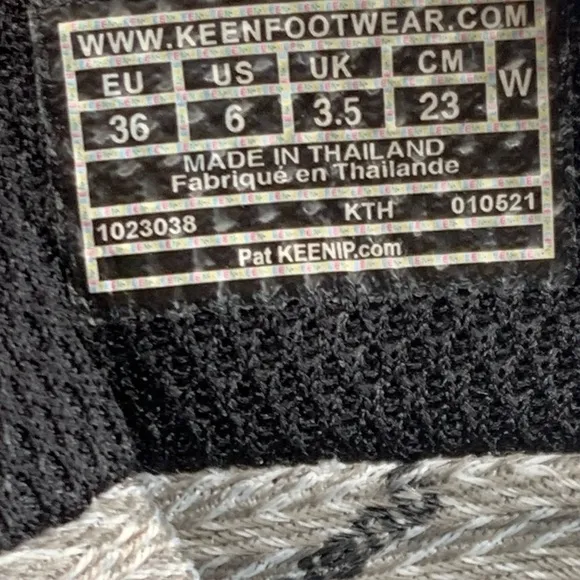 WWW.KEENFOOTWEAR.COM
EU US UK CM W
36 6 3.5 23
MADE IN THAILAND
Fabriqué en Thaïlande
1023038 KTH 010521
Pat KEENIP.com